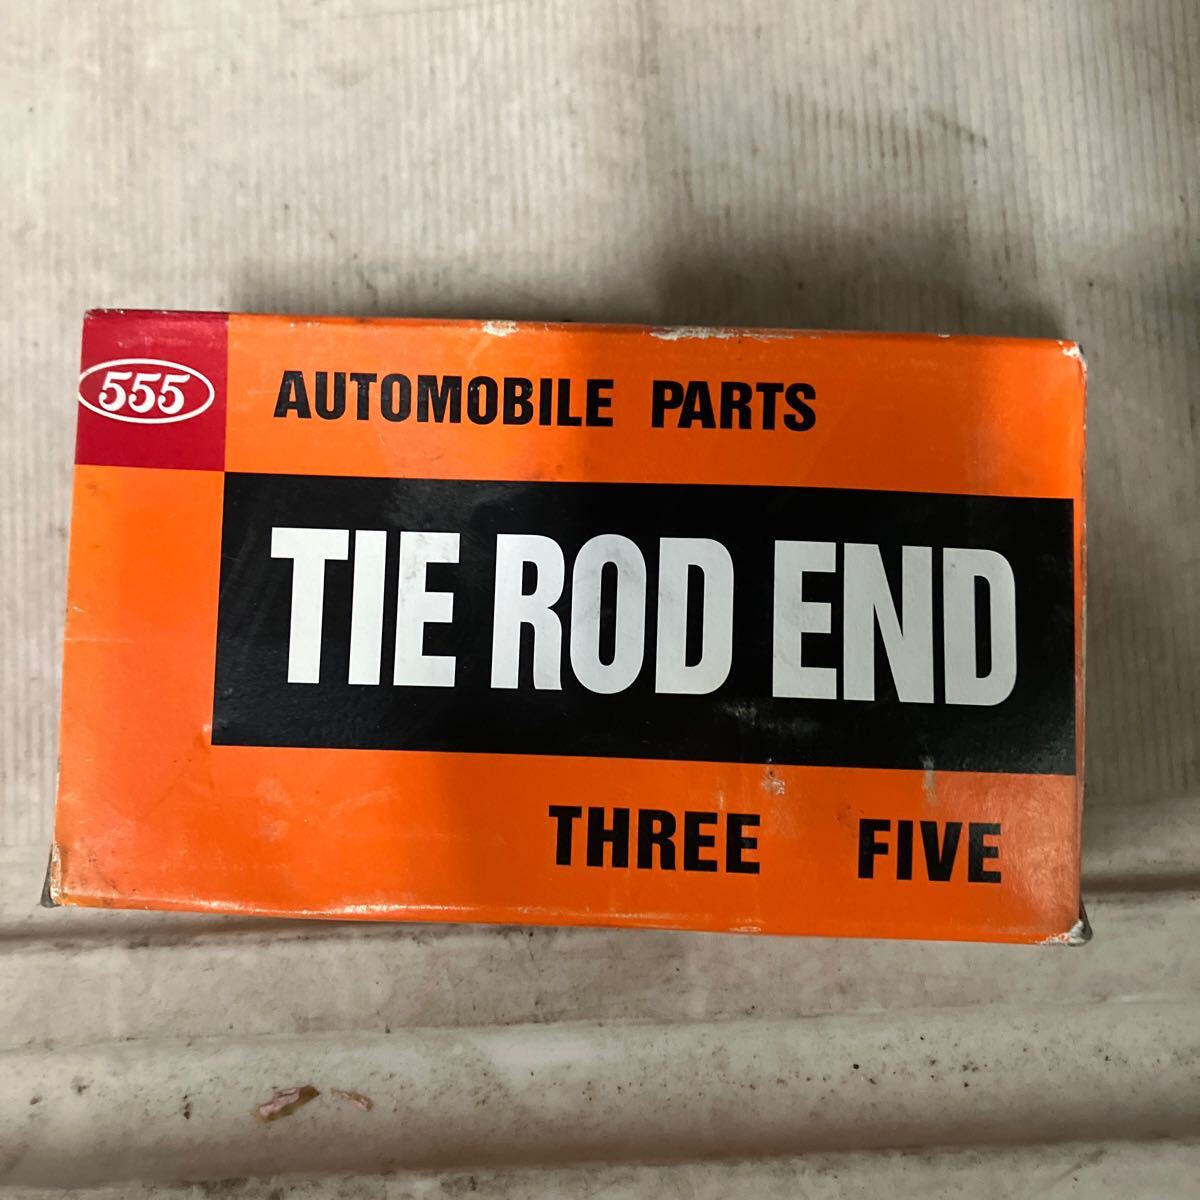 555
AUTOMOBILE PARTS
TIE ROD END
THREE FIVE